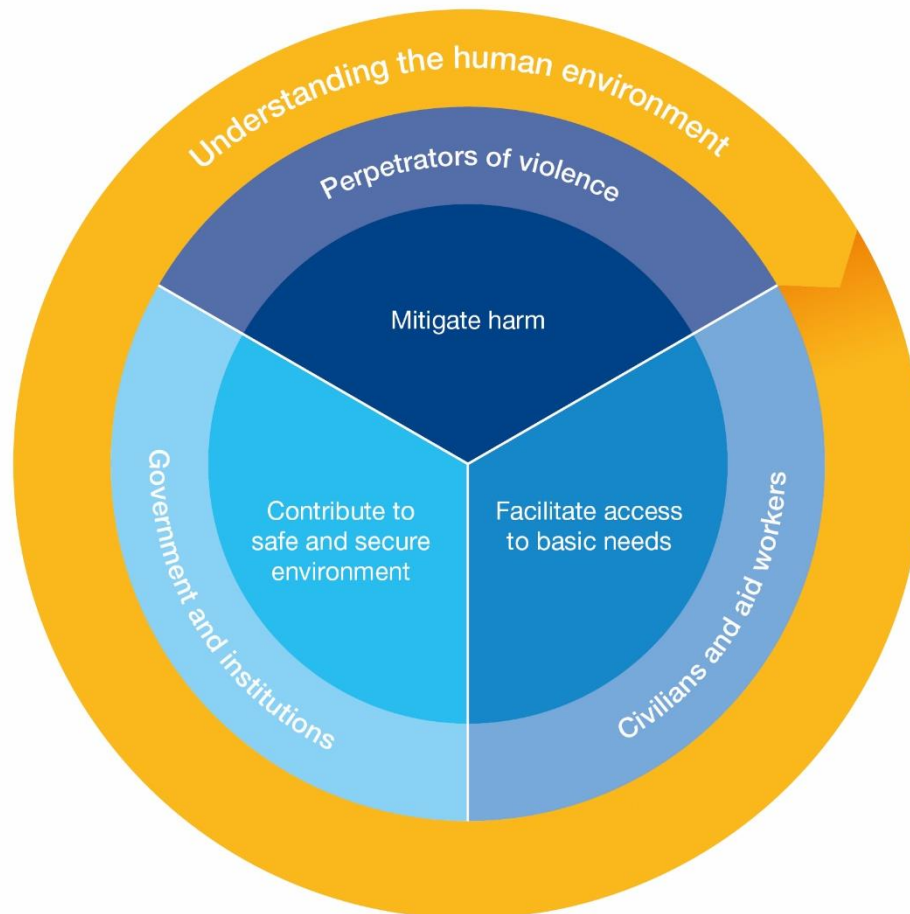 Understanding the human environment
Perpetrators of violence
Mitigate harm
Government and institutions
Contribute to
safe and secure
environment
Facilitate access
to basic needs
Civilians and aid workers